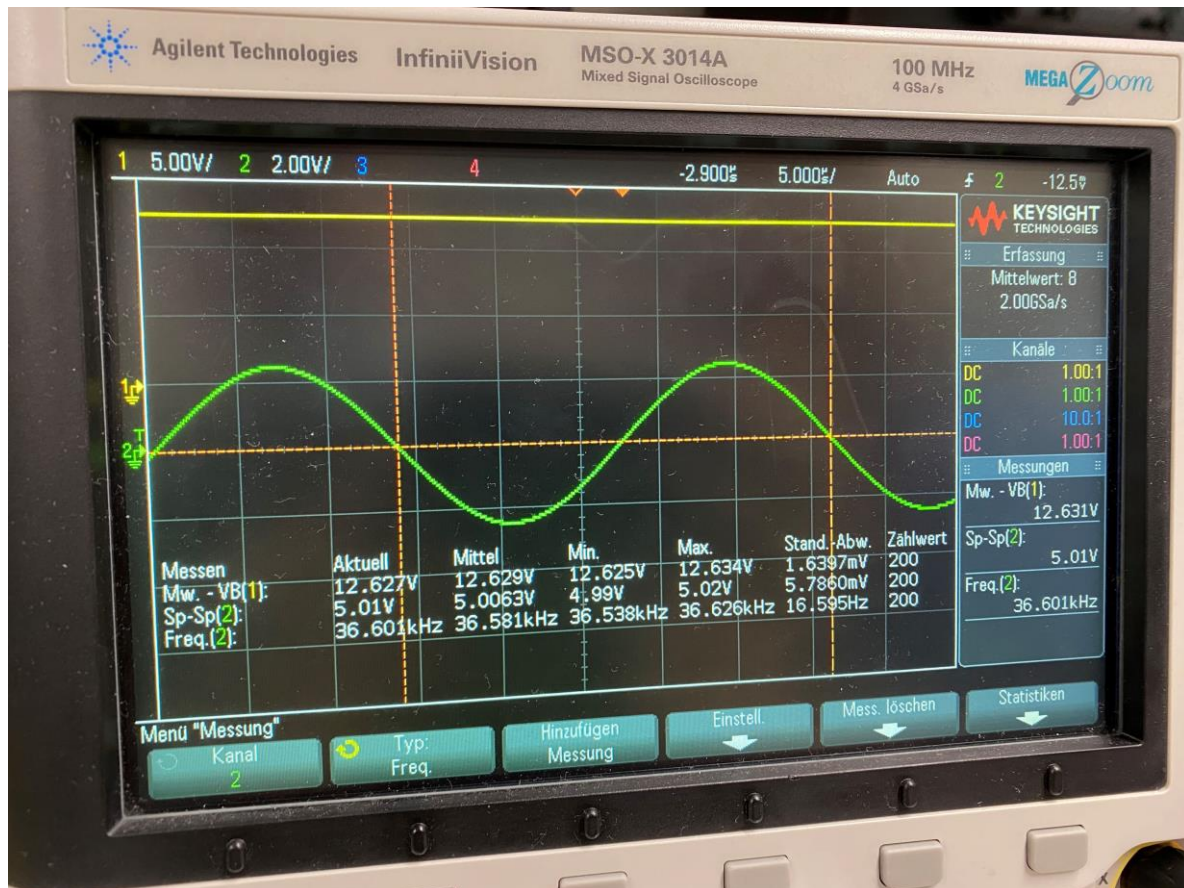 Agilent Technologies InfiniiVision MSO-X 3014A 100 MHz MEGA Zoom
Mixed Signal Oscilloscope 4 GSa/s
1 5.00V/ 2 2.00V/ 3 4 -2.900µs 5.000µs/ Auto 2 -12.5V
KEYSIGHT
TECHNOLOGIES
Erfassung
Mittelwert: 8
2.00GSa/s
Kanäle
DC 1.00:1
DC 1.00:1
DC 10.0:1
DC 1.00:1
Messungen
Mw. - VB(1):
12.631V
Sp-Sp(2):
5.01V
Freq.(2):
36.601kHz
1
T
2
Messen Aktuell Mittel Min. Max. Stand.-Abw. Zählwert
Mw. - VB(1): 12.627V 12.629V 12.625V 12.634V 1.6397mV 200
Sp-Sp(2): 5.01V 5.0063V 4.99V 5.02V 5.7860mV 200
Freq.(2): 36.601kHz 36.581kHz 36.538kHz 36.626kHz 16.595Hz 200
Menü "Messung"
Kanal
2
Typ:
Freq.
Hinzufügen
Messung
Einstell.
Mess. löschen
Statistiken